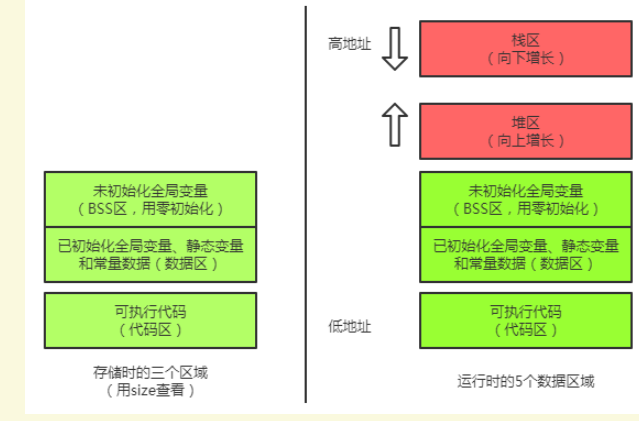 未初始化全局变量
（BSS区，用零初始化）
已初始化全局变量、静态变量
和常量数据（数据区）
可执行代码
（代码区）
存储时的三个区域
（用size查看）
高地址
栈区
（向下增长）
堆区
（向上增长）
未初始化全局变量
（BSS区，用零初始化）
已初始化全局变量、静态变量
和常量数据（数据区）
低地址
可执行代码
（代码区）
运行时的5个数据区域